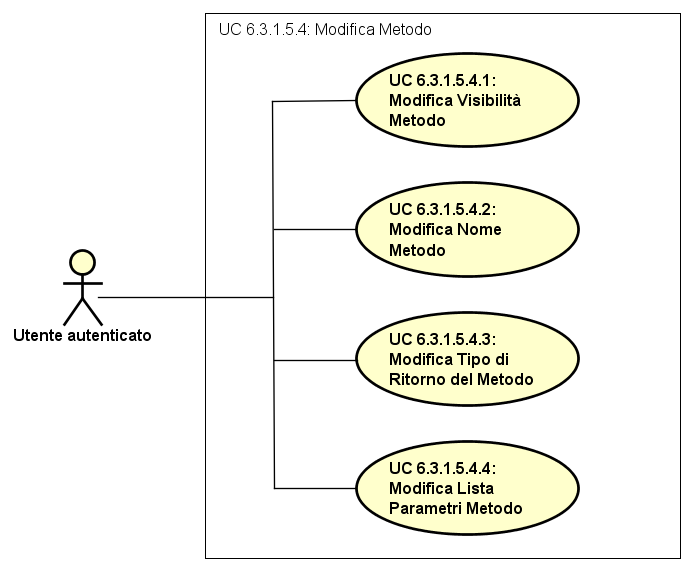 UC 6.3.1.5.4: Modifica Metodo
UC 6.3.1.5.4.1:
Modifica Visibilità
Metodo
UC 6.3.1.5.4.2:
Modifica Nome
Metodo
Utente autenticato
UC 6.3.1.5.4.3:
Modifica Tipo di
Ritorno del Metodo
UC 6.3.1.5.4.4:
Modifica Lista
Parametri Metodo